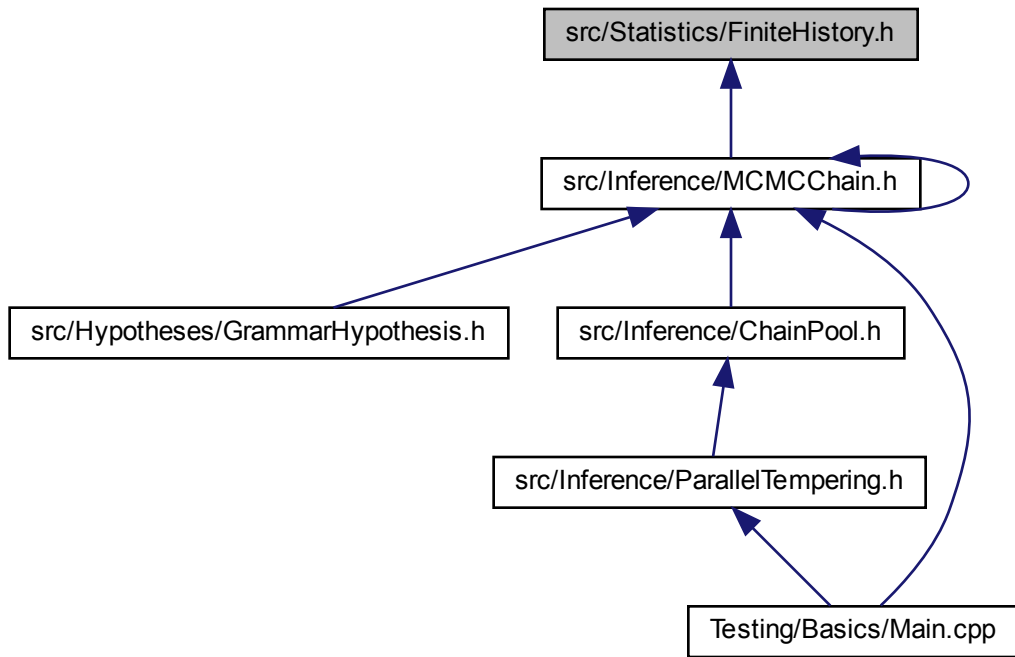 src/Statistics/FiniteHistory.h
src/Inference/MCMCChain.h
src/Hypotheses/GrammarHypothesis.h
src/Inference/ChainPool.h
src/Inference/ParallelTempering.h
Testing/Basics/Main.cpp